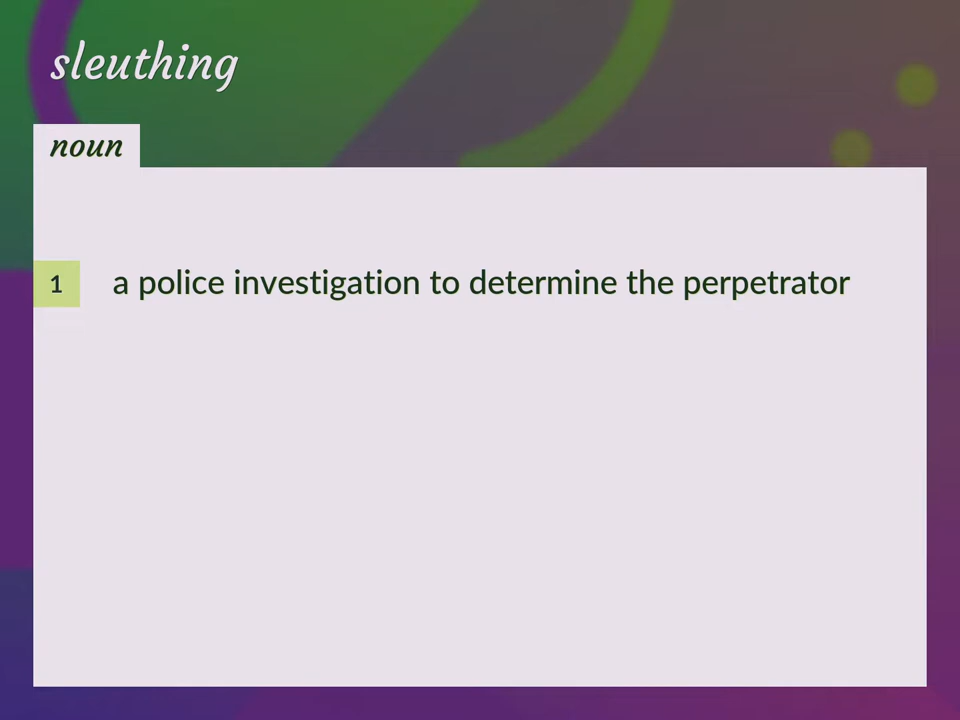 sleuthing
noun
1 a police investigation to determine the perpetrator